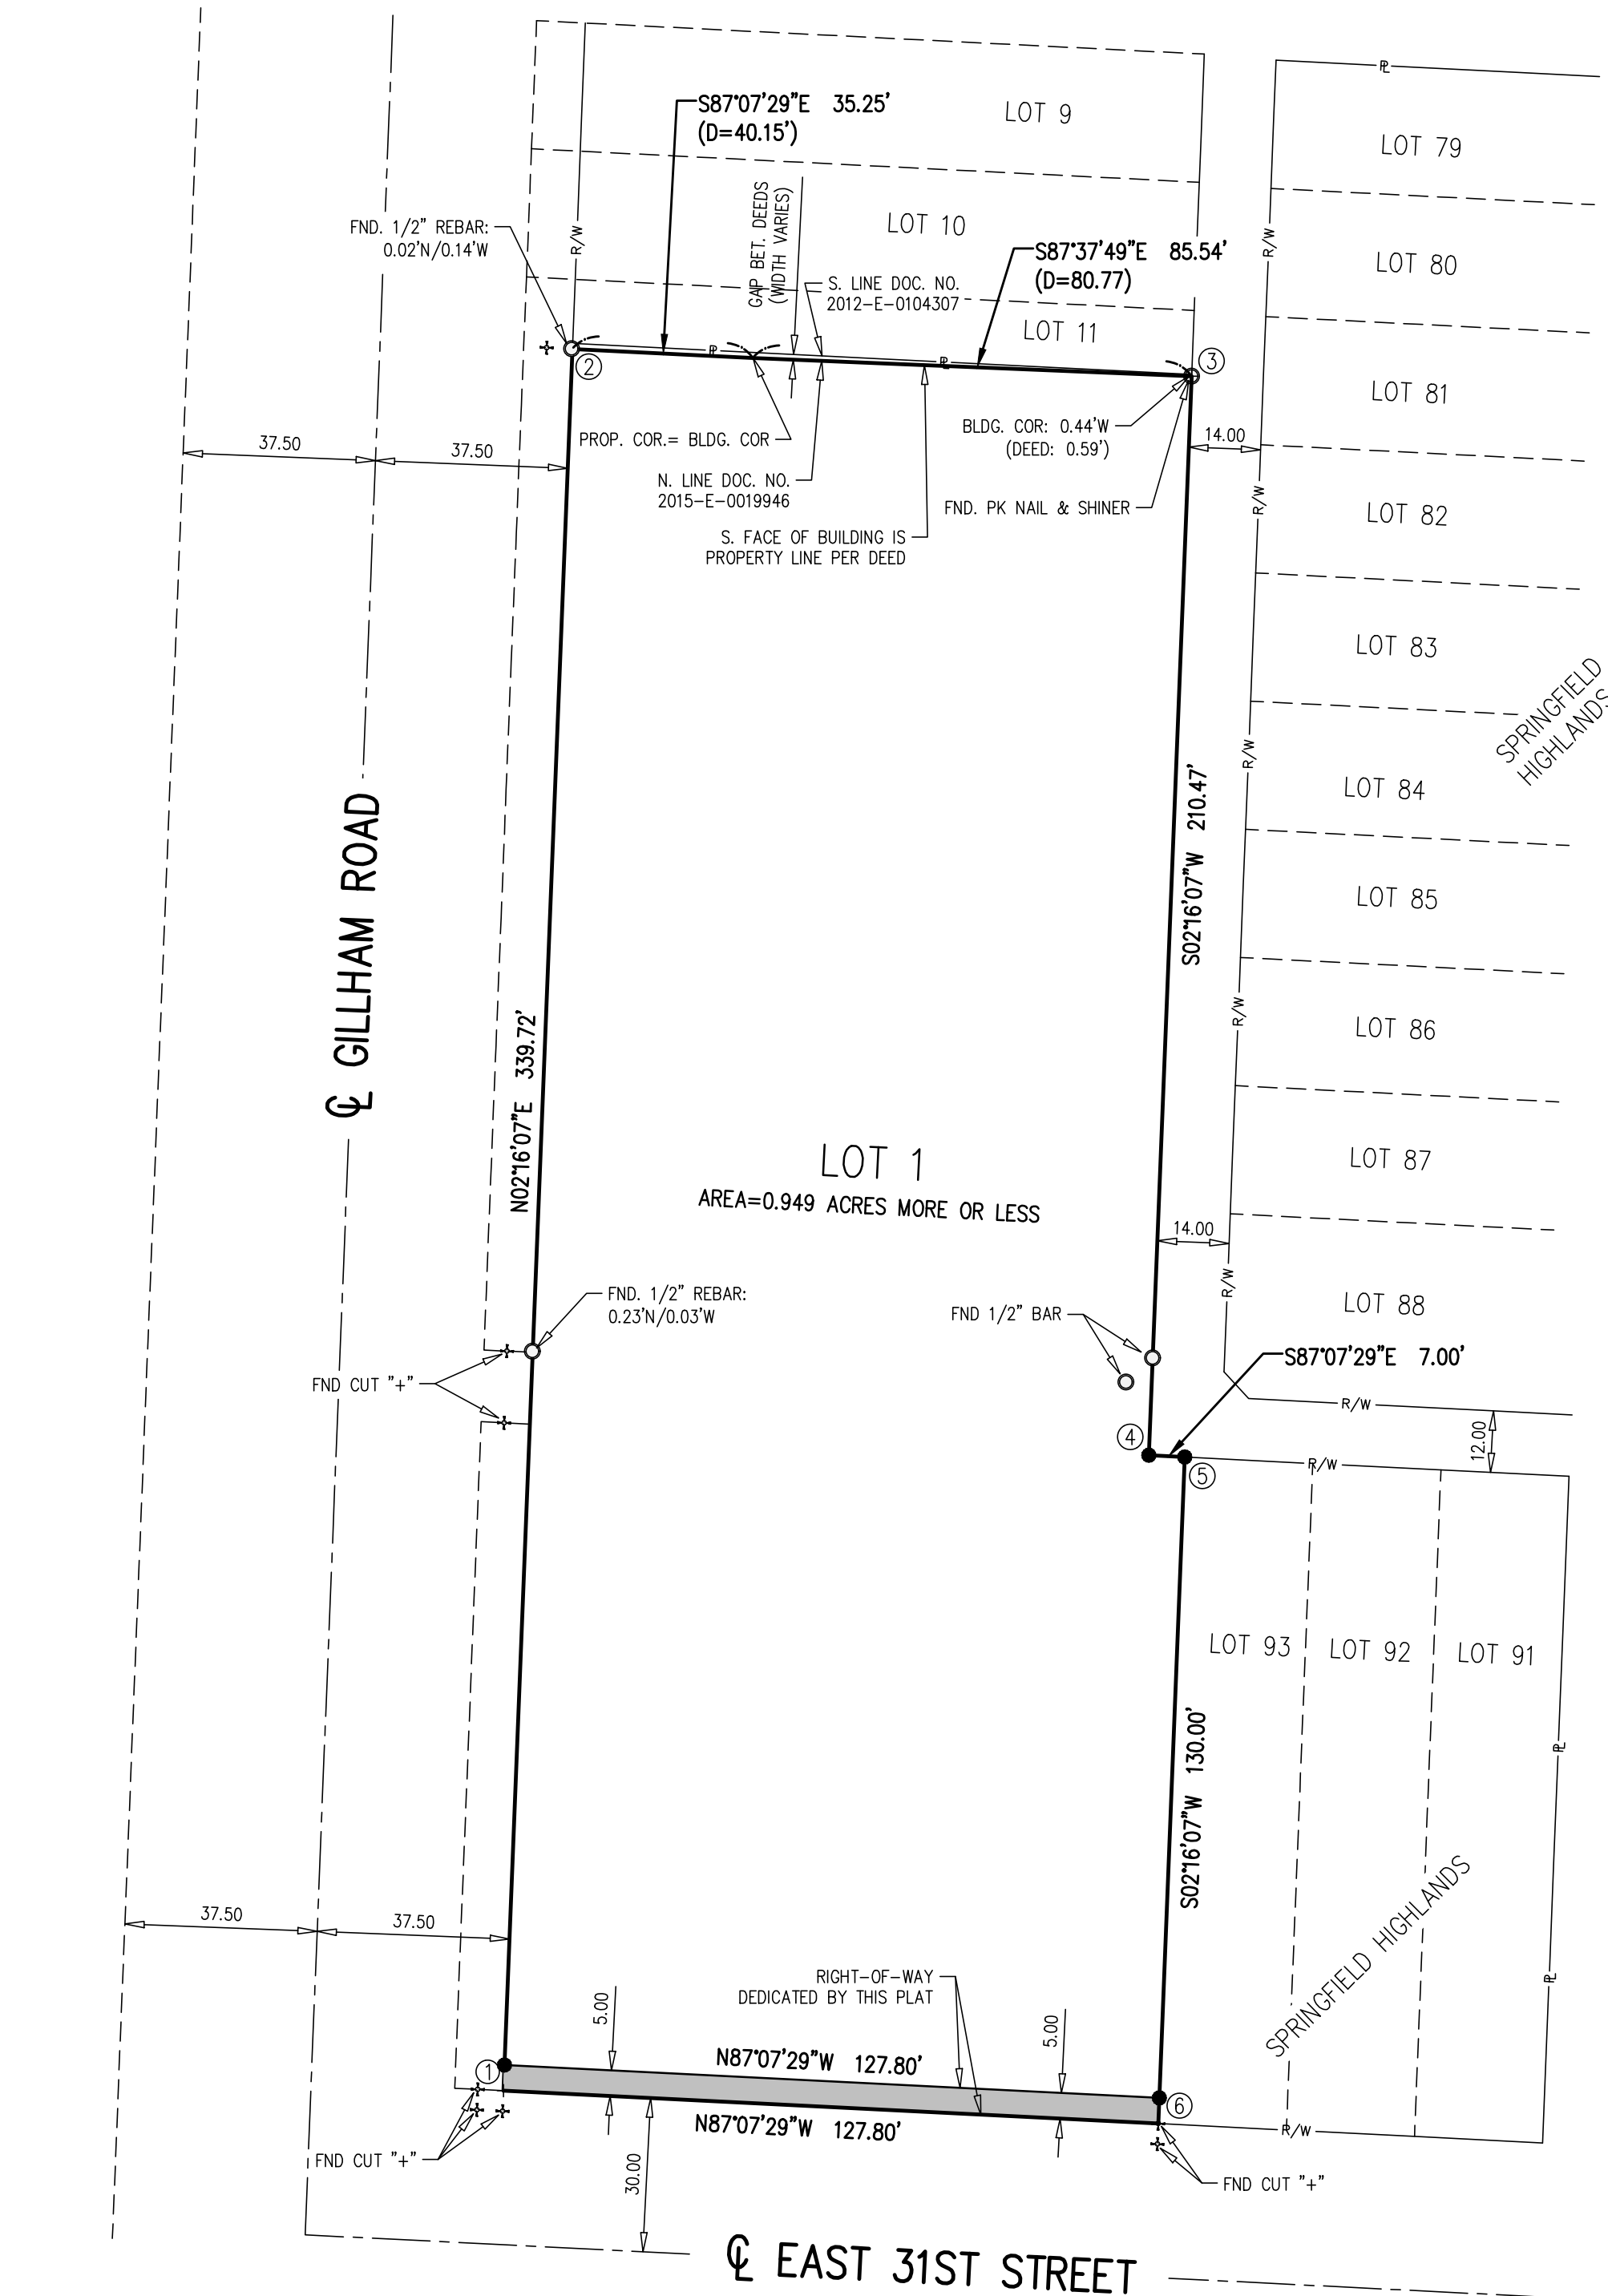 ℄ GILLHAM ROAD
37.50
37.50
37.50
37.50
FND. 1/2" REBAR:
0.02'N/0.14'W
R/W
S87°07'29"E 35.25'
(D=40.15')
LOT 9
LOT 10
GAP BET. DEEDS
(WIDTH VARIES)
S. LINE DOC. NO.
2012-E-0104307
S87°37'49"E 85.54'
(D=80.77)
LOT 11
℄
℄
2
3
PROP. COR.= BLDG. COR
N. LINE DOC. NO.
2015-E-0019946
S. FACE OF BUILDING IS
PROPERTY LINE PER DEED
BLDG. COR: 0.44'W
(DEED: 0.59')
FND. PK NAIL & SHINER
14.00
N02°16'07"E 339.72'
S02°16'07"W 210.47'
LOT 1
AREA=0.949 ACRES MORE OR LESS
FND. 1/2" REBAR:
0.23'N/0.03'W
FND CUT "+"
FND 1/2" BAR
14.00
4
5
S87°07'29"E 7.00'
R/W
R/W
12.00
S02°16'07"W 130.00'
RIGHT-OF-WAY
DEDICATED BY THIS PLAT
5.00
5.00
N87°07'29"W 127.80'
1
6
N87°07'29"W 127.80'
FND CUT "+"
FND CUT "+"
30.00
R/W
℄ EAST 31ST STREET
LOT 79
LOT 80
LOT 81
LOT 82
LOT 83
LOT 84
LOT 85
LOT 86
LOT 87
LOT 88
R/W
R/W
R/W
R/W
R/W
SPRINGFIELD
HIGHLANDS
LOT 93
LOT 92
LOT 91
SPRINGFIELD HIGHLANDS